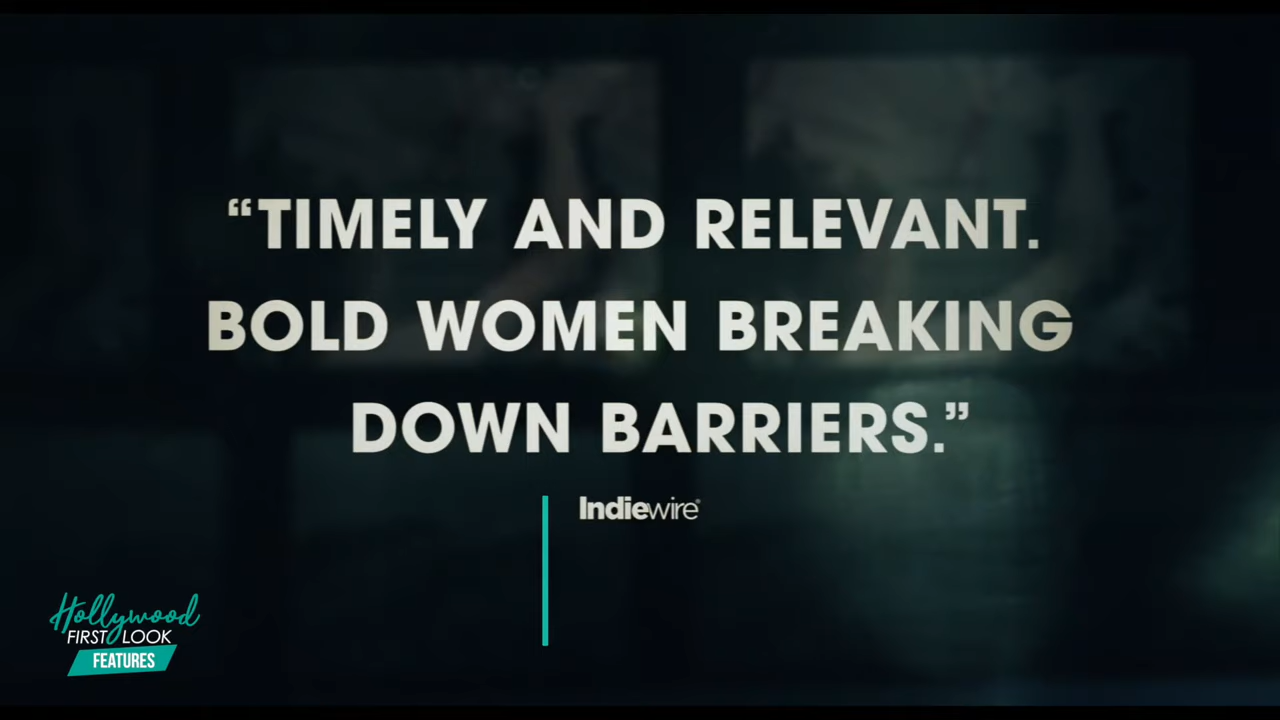 “TIMELY AND RELEVANT.
BOLD WOMEN BREAKING
DOWN BARRIERS.”
Indiewire
Hollywood
FIRST LOOK
FEATURES